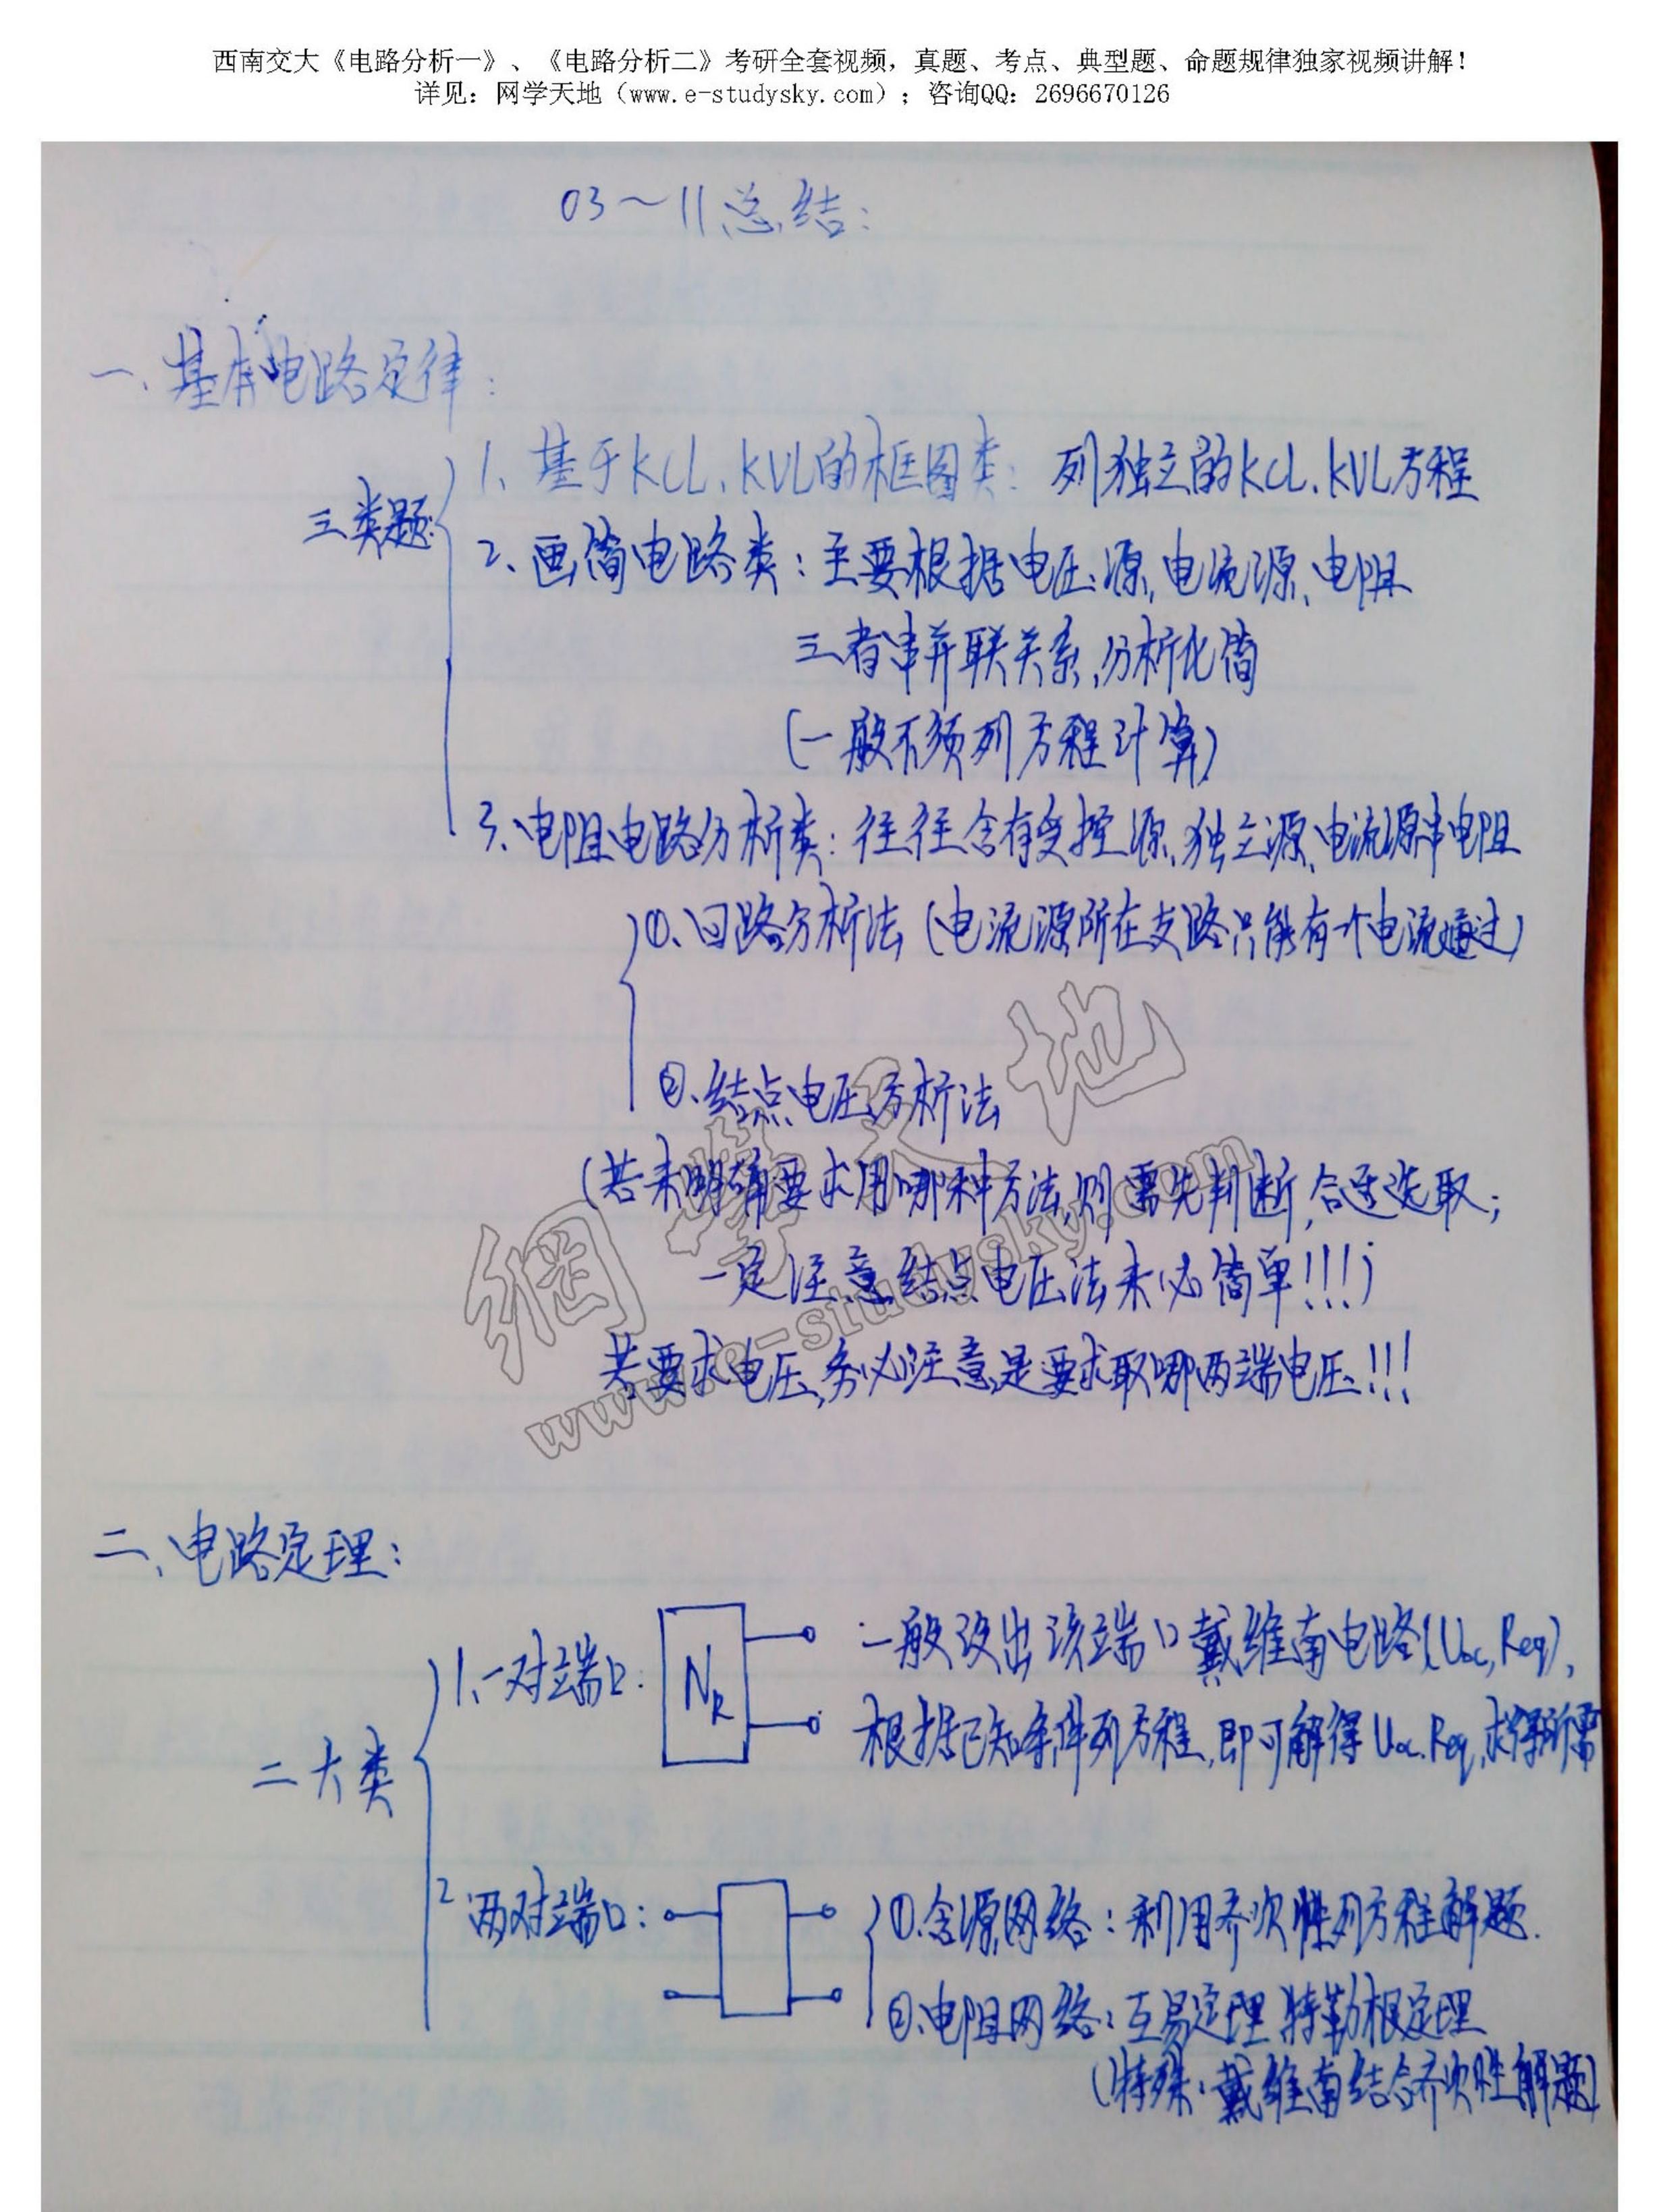 西南交大《电路分析一》、《电路分析二》考研全套视频，真题、考点、典型题、命题规律独家视频讲解！
详见：网学天地（www.e-studysky.com）；咨询QQ：2696670126
03～11总结：
一、基本电路定律：
三类题
1、基于KCL、KVL的框图类：列独立的KCL、KVL方程
2、画简电路类：主要根据电压源、电流源、电阻
三者串并联关系，分析化简
(一般不须列方程计算)
3、电阻电路分析类：往往含有受控源、独立源、电流源串电阻
①、回路分析法（电流源所在支路只能有一个电流通过）
②、结点电压分析法
(若未明确要求用哪种方法，则需先判断，合适选取；
一定注意结点电压法未必简单!!!)
若要求电压，务必注意是要求取哪两端电压!!!
網學天地
www.e-studysky.com
二、电路定理：
二大类
1、一对端口：
NR
一般设出该端口戴维南电路(Uoc,Req)，
根据已知条件列方程，即可解得Uoc、Req，求得所需
2 两对端口：
①、含源网络：利用齐次性列方程解题.
②、电阻网络：互易定理、特勒根定理
(特殊：戴维南结合齐次性解题)